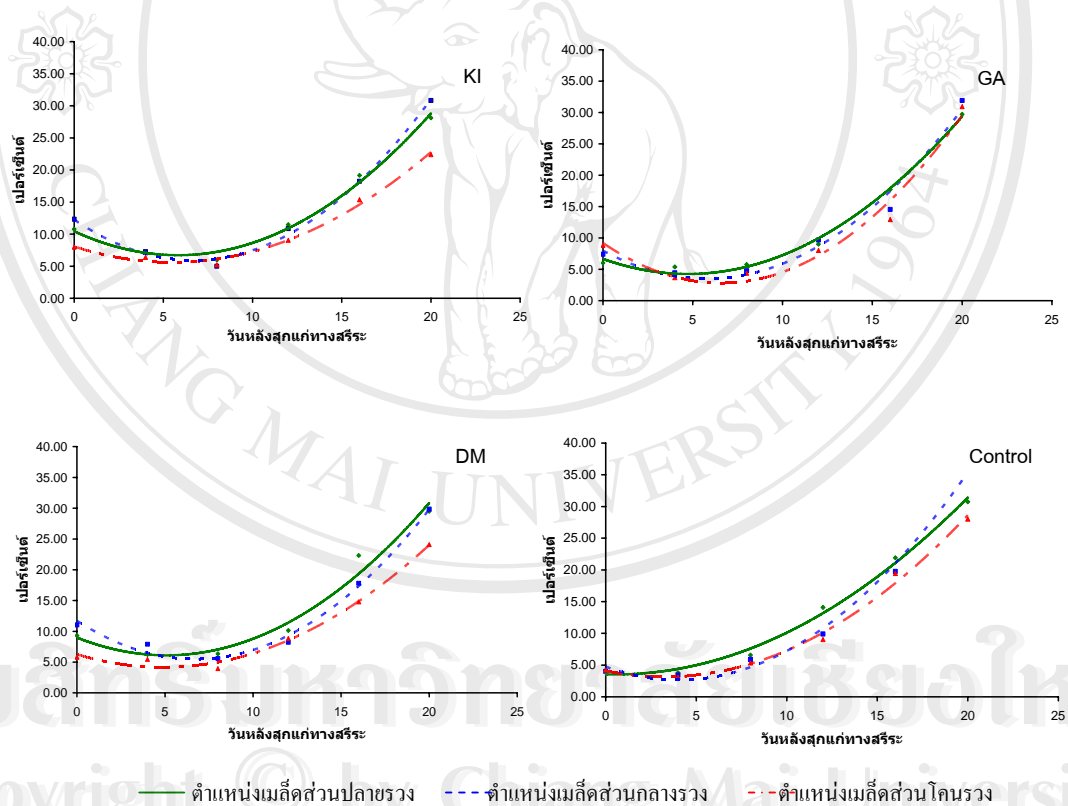 KI
40.00
35.00
30.00
25.00
20.00
15.00
10.00
5.00
0.00
เปอร์เซ็นต์
0 5 10 15 20 25
วันหลังสุกแก่ทางสรีระ
GA
40.00
35.00
30.00
25.00
20.00
15.00
10.00
5.00
0.00
เปอร์เซ็นต์
0 5 10 15 20 25
วันหลังสุกแก่ทางสรีระ
CHIANG MAI UNIVERSITY 1964
DM
40.00
35.00
30.00
25.00
20.00
15.00
10.00
5.00
0.00
เปอร์เซ็นต์
0 5 10 15 20 25
วันหลังสุกแก่ทางสรีระ
Control
40.00
35.00
30.00
25.00
20.00
15.00
10.00
5.00
0.00
เปอร์เซ็นต์
0 5 10 15 20 25
วันหลังสุกแก่ทางสรีระ
ตำแหน่งเมล็ดส่วนปลายรวง ตำแหน่งเมล็ดส่วนกลางรวง ตำแหน่งเมล็ดส่วนโคนรวง
© by Chiang Mai